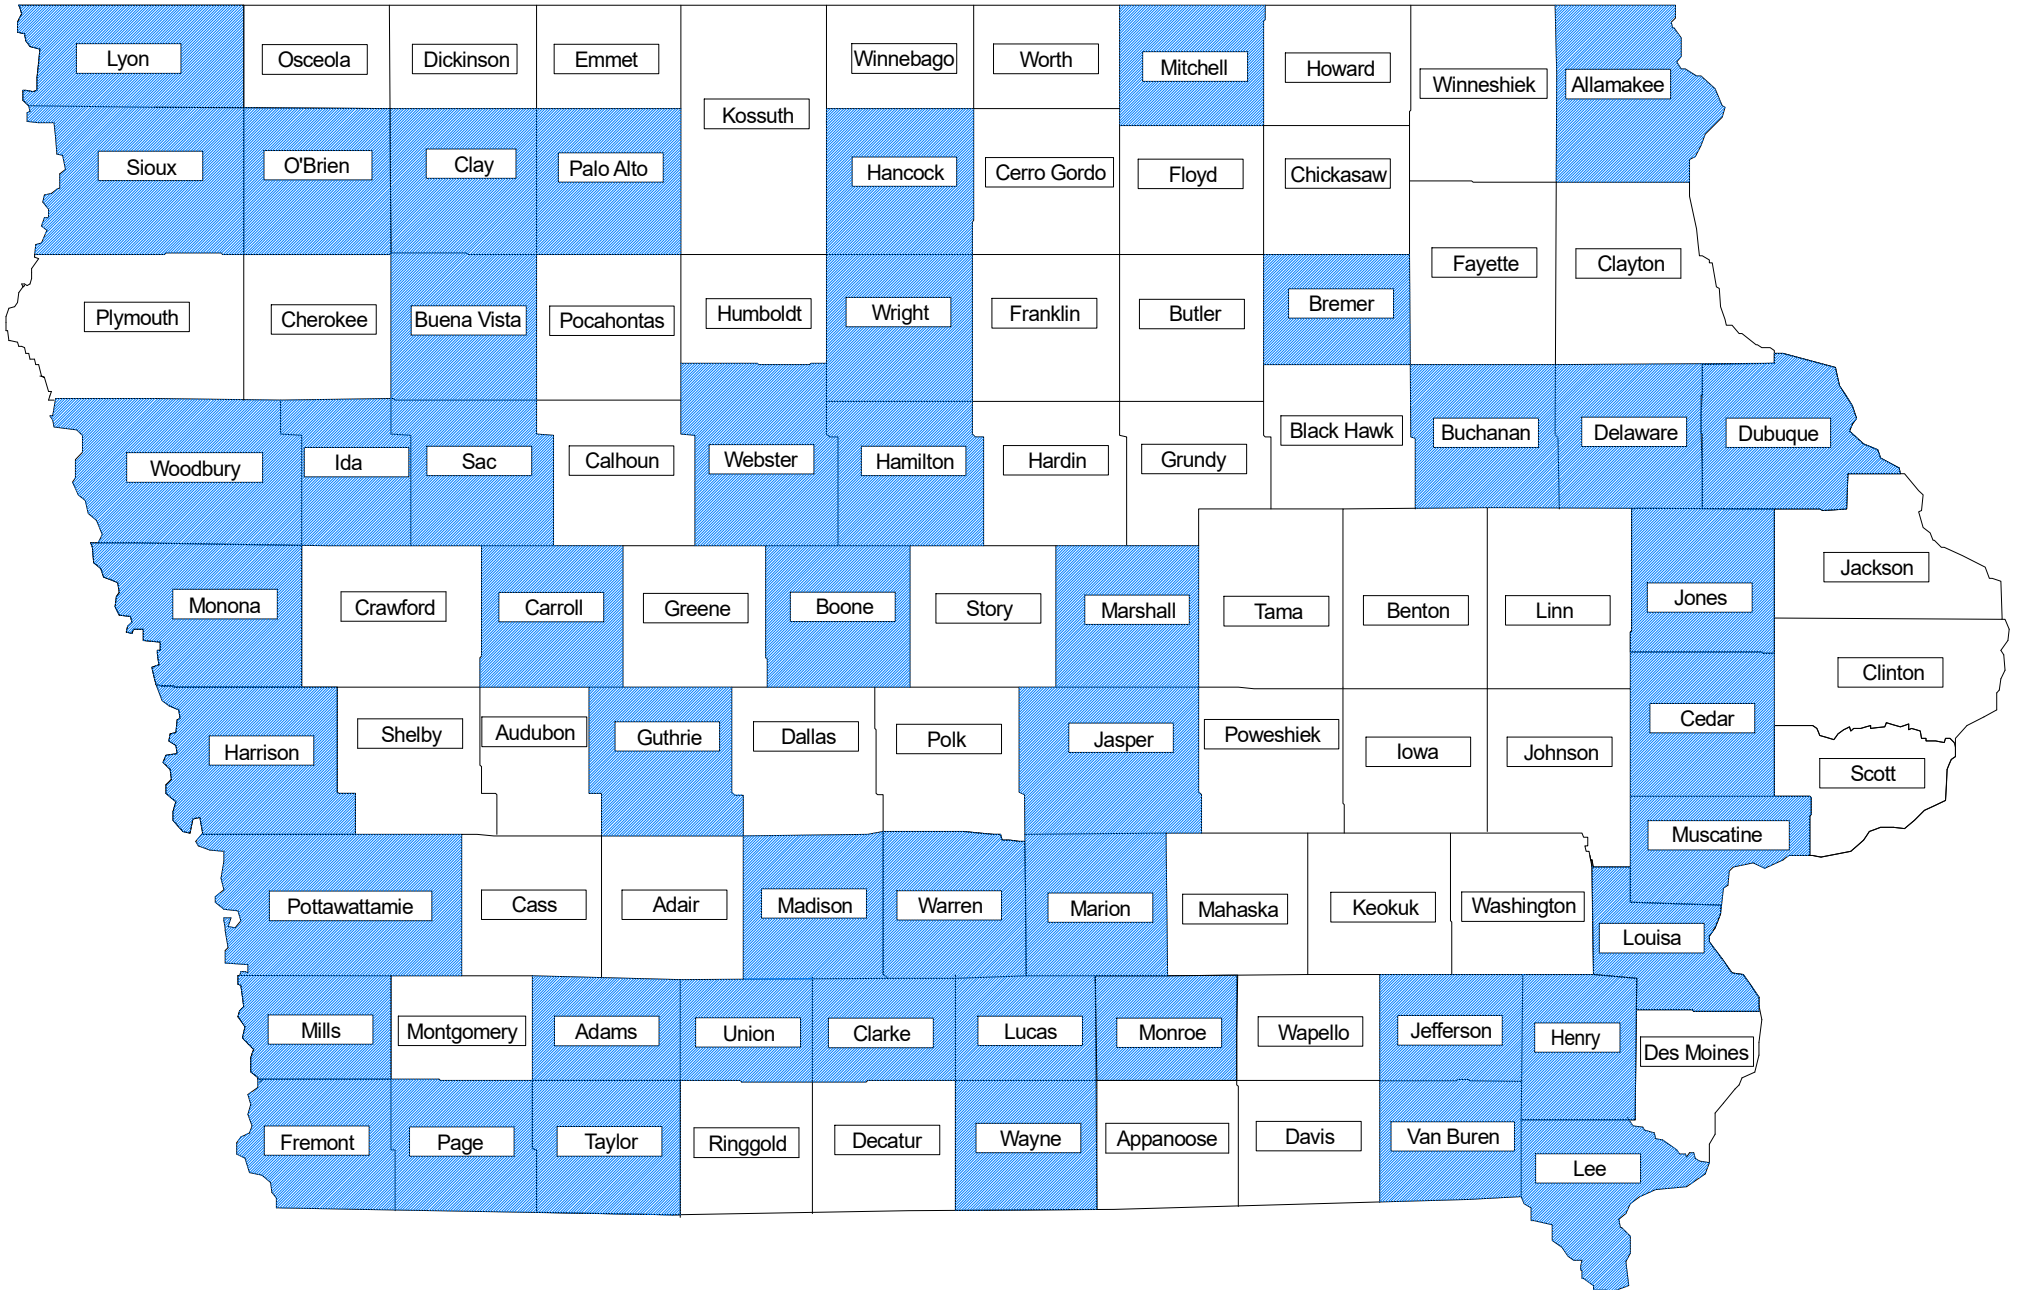 Lyon
Osceola
Dickinson
Emmet
Kossuth
Winnebago
Worth
Mitchell
Howard
Winneshiek
Allamakee
Sioux
O'Brien
Clay
Palo Alto
Hancock
Cerro Gordo
Floyd
Chickasaw
Fayette
Clayton
Plymouth
Cherokee
Buena Vista
Pocahontas
Humboldt
Wright
Franklin
Butler
Bremer
Woodbury
Ida
Sac
Calhoun
Webster
Hamilton
Hardin
Grundy
Black Hawk
Buchanan
Delaware
Dubuque
Monona
Crawford
Carroll
Greene
Boone
Story
Marshall
Tama
Benton
Linn
Jones
Jackson
Clinton
Harrison
Shelby
Audubon
Guthrie
Dallas
Polk
Jasper
Poweshiek
Iowa
Johnson
Cedar
Scott
Muscatine
Pottawattamie
Cass
Adair
Madison
Warren
Marion
Mahaska
Keokuk
Washington
Louisa
Mills
Montgomery
Adams
Union
Clarke
Lucas
Monroe
Wapello
Jefferson
Henry
Des Moines
Fremont
Page
Taylor
Ringgold
Decatur
Wayne
Appanoose
Davis
Van Buren
Lee